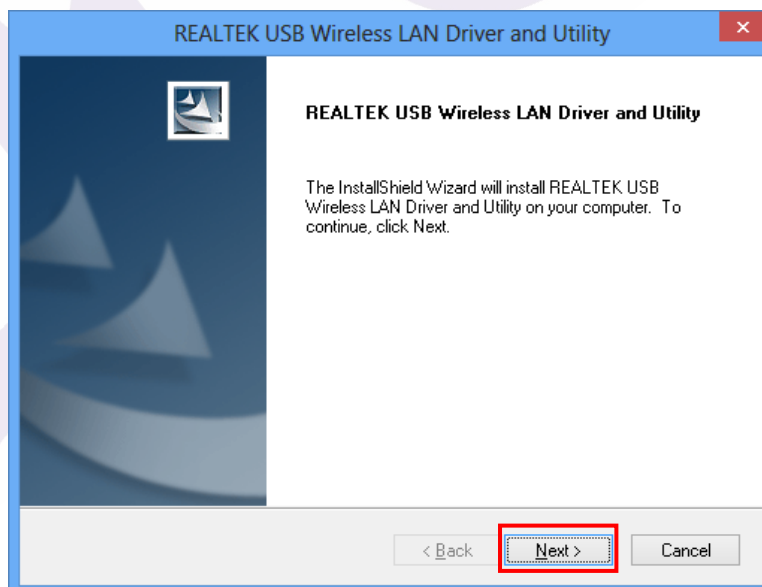 REALTEK USB Wireless LAN Driver and Utility
REALTEK USB Wireless LAN Driver and Utility
The InstallShield Wizard will install REALTEK USB
Wireless LAN Driver and Utility on your computer. To
continue, click Next.
< Back Next > Cancel